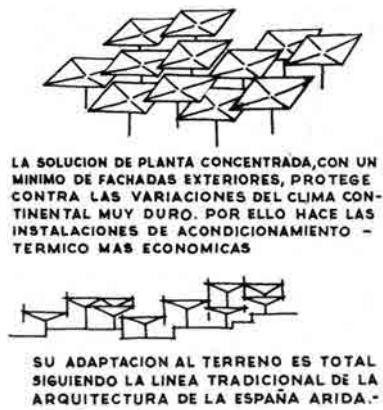 LA SOLUCION DE PLANTA CONCENTRADA, CON UN
MINIMO DE FACHADAS EXTERIORES, PROTEGE
CONTRA LAS VARIACIONES DEL CLIMA CON-
TINENTAL MUY DURO. POR ELLO HACE LAS
INSTALACIONES DE ACONDICIONAMIENTO -
TERMICO MAS ECONOMICAS
SU ADAPTACION AL TERRENO ES TOTAL
SIGUIENDO LA LINEA TRADICIONAL DE LA
ARQUITECTURA DE LA ESPAÑA ARIDA.-